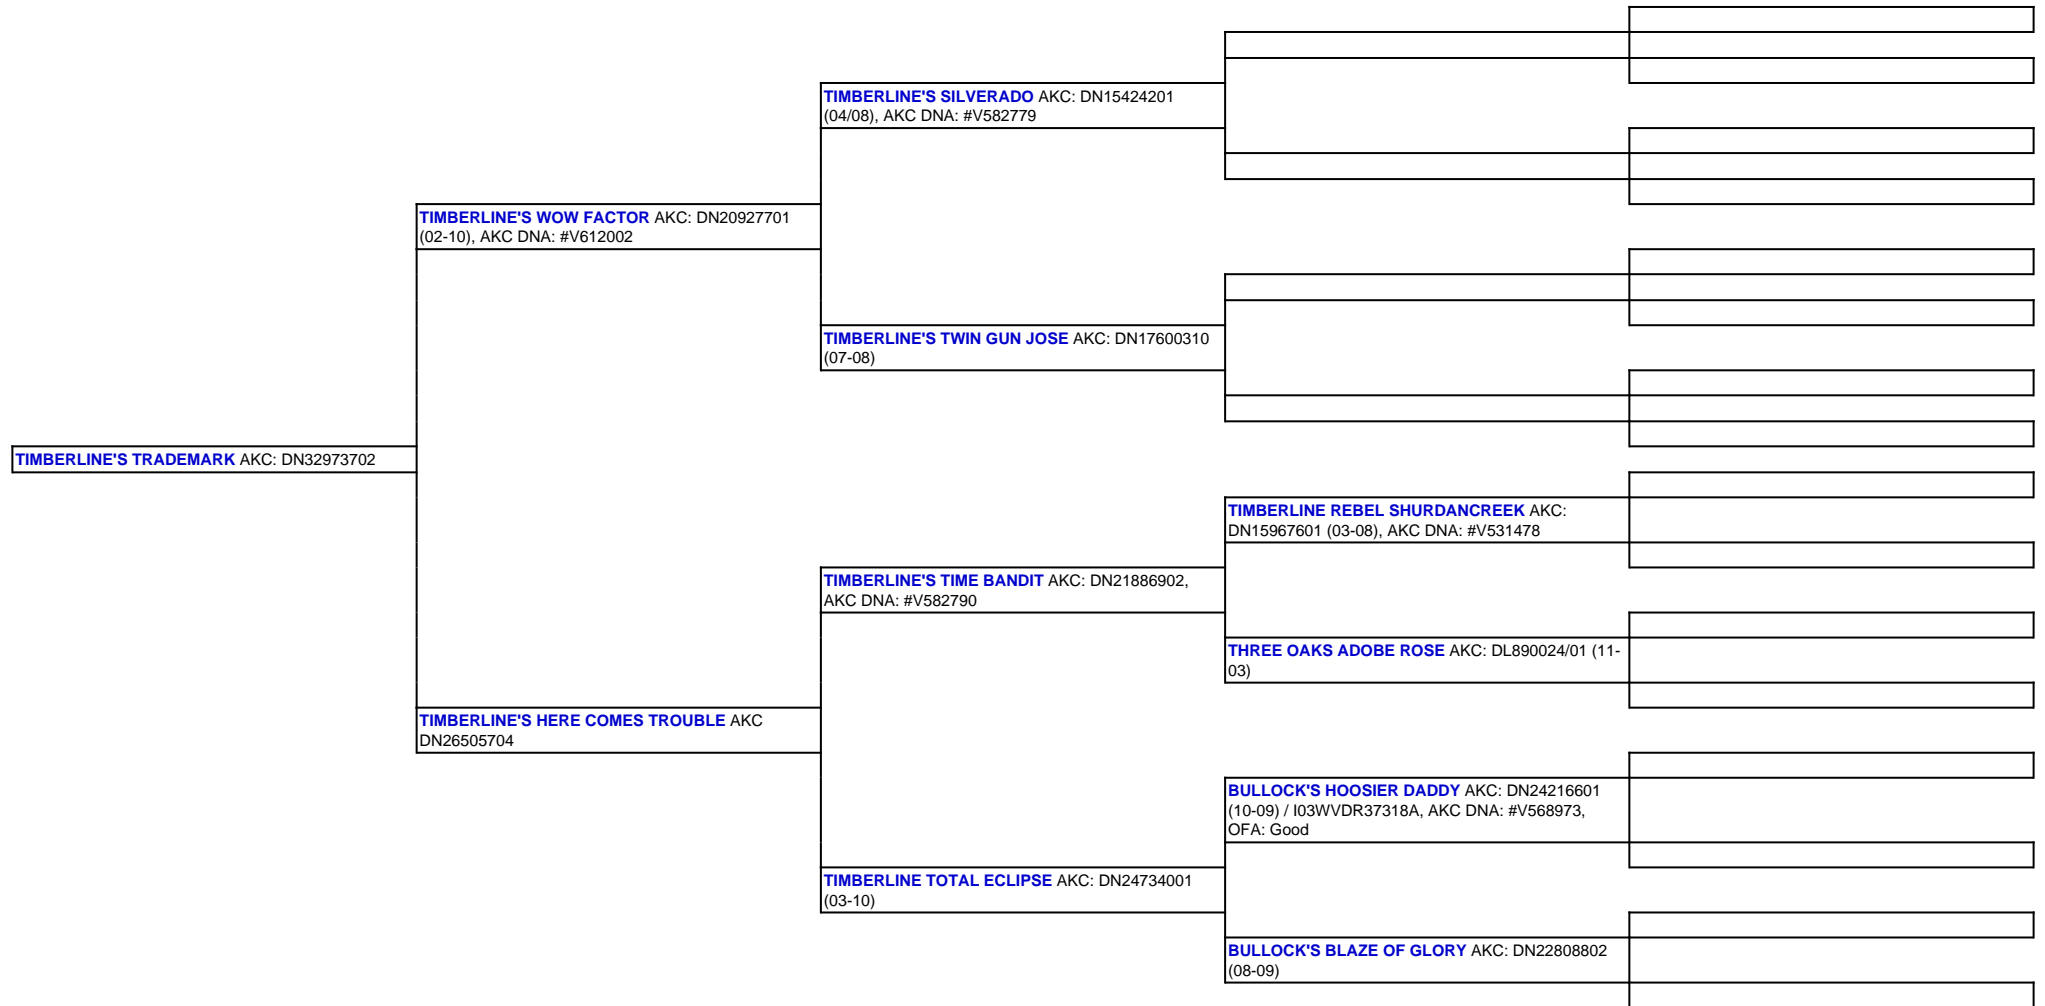 TIMBERLINE'S SILVERADO AKC: DN15424201
(04/08), AKC DNA: #V582779
TIMBERLINE'S WOW FACTOR AKC: DN20927701
(02-10), AKC DNA: #V612002
TIMBERLINE'S TWIN GUN JOSE AKC: DN17600310
(07-08)
TIMBERLINE'S TRADEMARK AKC: DN32973702
TIMBERLINE REBEL SHURDANCREEK AKC:
DN15967601 (03-08), AKC DNA: #V531478
TIMBERLINE'S TIME BANDIT AKC: DN21886902,
AKC DNA: #V582790
THREE OAKS ADOBE ROSE AKC: DL890024/01 (11-
03)
TIMBERLINE'S HERE COMES TROUBLE AKC
DN26505704
BULLOCK'S HOOSIER DADDY AKC: DN24216601
(10-09) / I03WVDR37318A, AKC DNA: #V568973,
OFA: Good
TIMBERLINE TOTAL ECLIPSE AKC: DN24734001
(03-10)
BULLOCK'S BLAZE OF GLORY AKC: DN22808802
(08-09)